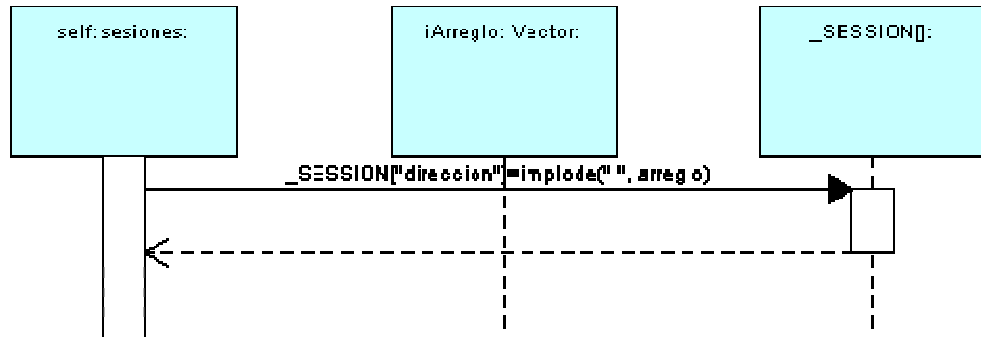 self: sesiones:
iArreglo: Vector:
_SESSION[]:
_SESSION["direccion"]=implode(" ", arreglo)